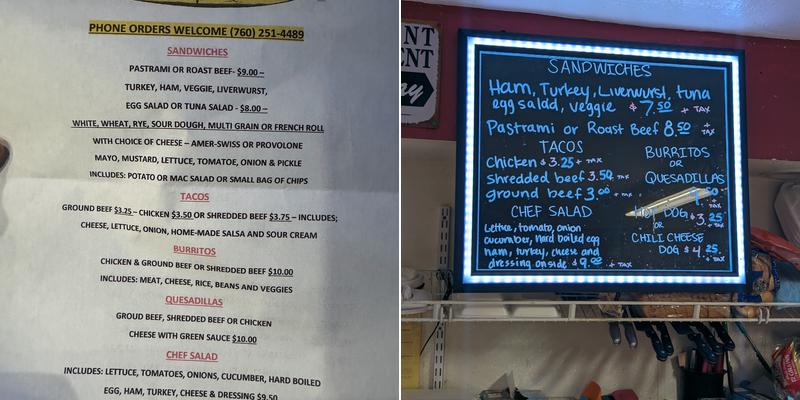 PHONE ORDERS WELCOME (760) 251-4489
SANDWICHES
PASTRAMI OR ROAST BEEF- $9.00 –
TURKEY, HAM, VEGGIE, LIVERWURST,
EGG SALAD OR TUNA SALAD - $8.00 –
WHITE, WHEAT, RYE, SOUR DOUGH, MULTI GRAIN OR FRENCH ROLL
WITH CHOICE OF CHEESE – AMER-SWISS OR PROVOLONE
MAYO, MUSTARD, LETTUCE, TOMATOE, ONION & PICKLE
INCLUDES: POTATO OR MAC SALAD OR SMALL BAG OF CHIPS
TACOS
GROUND BEEF $3.25 – CHICKEN $3.50 OR SHREDDED BEEF $3.75 – INCLUDES;
CHEESE, LETTUCE, ONION, HOME-MADE SALSA AND SOUR CREAM
BURRITOS
CHICKEN & GROUND BEEF OR SHREDDED BEEF $10.00
INCLUDES: MEAT, CHEESE, RICE, BEANS AND VEGGIES
QUESADILLAS
GROUD BEEF, SHREDDED BEEF OR CHICKEN
CHEESE WITH GREEN SAUCE $10.00
CHEF SALAD
INCLUDES: LETTUCE, TOMATOES, ONIONS, CUCUMBER, HARD BOILED
EGG, HAM, TURKEY, CHEESE & DRESSING $9.50
NT
ENT
SANDWICHES
Ham, Turkey, Liverwurst, tuna
egg salad, veggie $7.50 + TAX
Pastrami or Roast Beef 8.50 + TAX
TACOS
Chicken $3.25 + TAX
shredded beef 3.50 + TAX
ground beef 3.00 + TAX
BURRITOS
OR
QUESADILLAS
.50
+ TAX
CHEF SALAD
Lettuce, tomato, onion
cucumber, hard boiled egg
ham, turkey, cheese and
dressing onside $9.00 + TAX
HOT DOG $3.25
OR + TAX
CHILI CHEESE
DOG $4.25
+ TAX